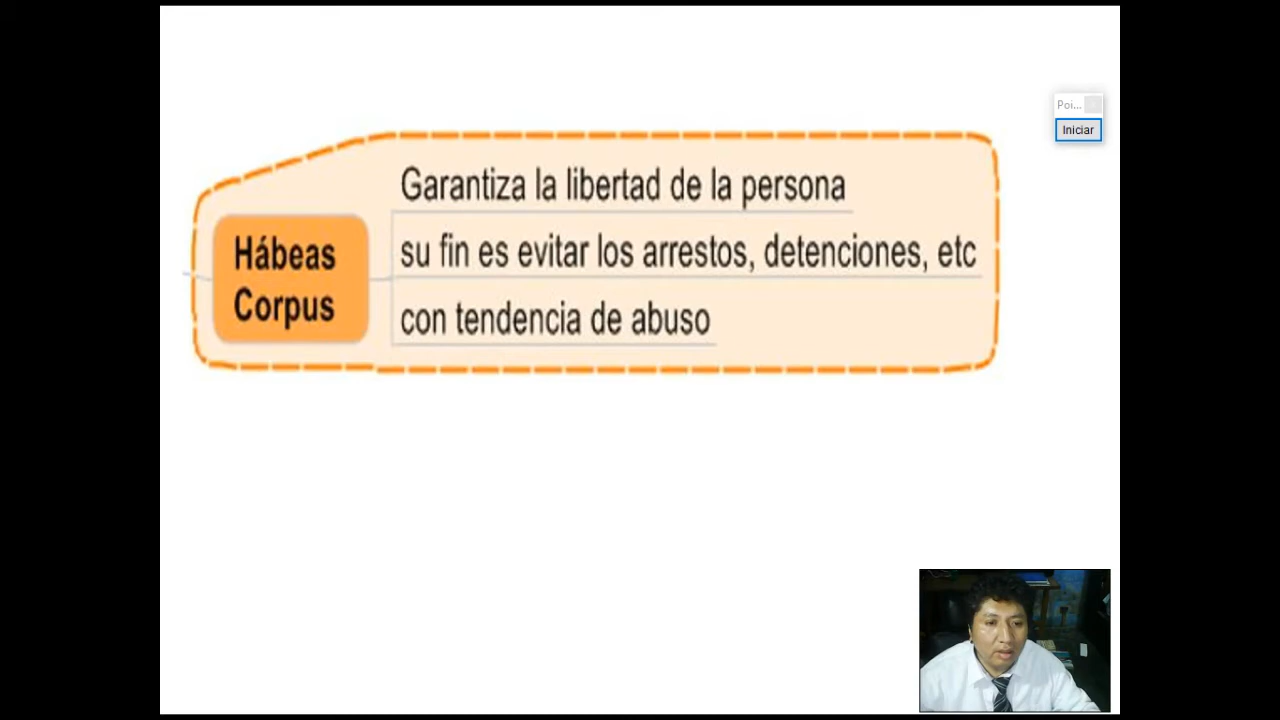 Poi...
Iniciar
Garantiza la libertad de la persona
Hábeas
Corpus
su fin es evitar los arrestos, detenciones, etc
con tendencia de abuso